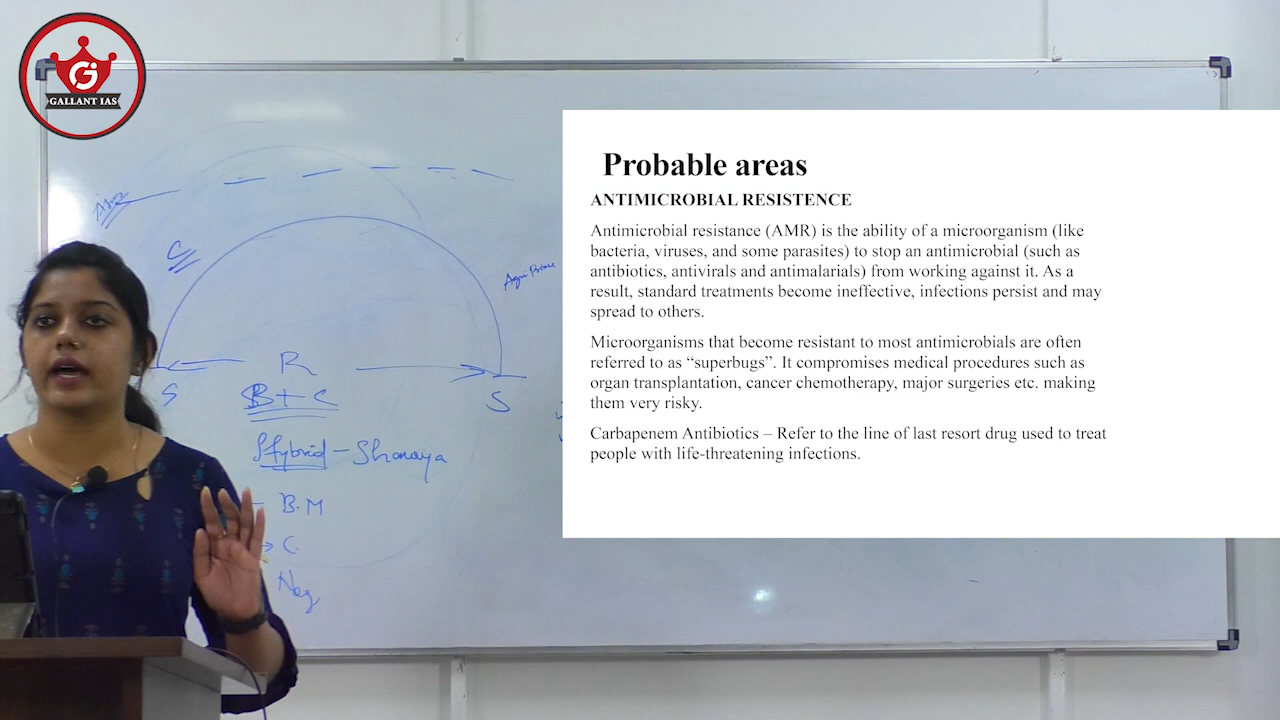 GALLANT IAS
Probable areas
ANTIMICROBIAL RESISTENCE
Antimicrobial resistance (AMR) is the ability of a microorganism (like
bacteria, viruses, and some parasites) to stop an antimicrobial (such as
antibiotics, antivirals and antimalarials) from working against it. As a
result, standard treatments become ineffective, infections persist and may
spread to others.
Microorganisms that become resistant to most antimicrobials are often
referred to as “superbugs”. It compromises medical procedures such as
organ transplantation, cancer chemotherapy, major surgeries etc. making
them very risky.
Carbapenem Antibiotics – Refer to the line of last resort drug used to treat
people with life-threatening infections.
C
R
S
S
B+C
Hybrid - Shourya
B.M
C.
Nag